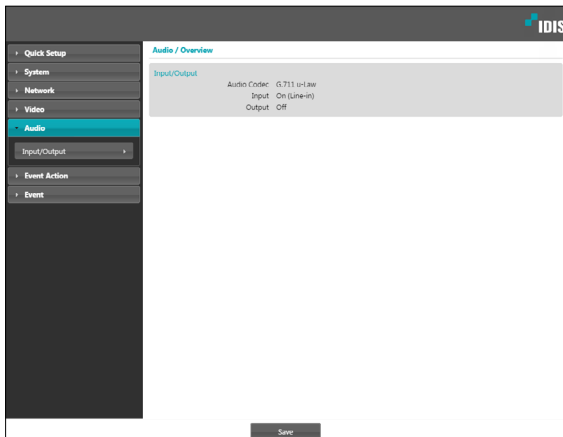 IDIS
Quick Setup
System
Network
Video
Audio
Input/Output
Event Action
Event
Audio / Overview
Input/Output
Audio Codec G.711 u-Law
Input On (Line-in)
Output Off
Save